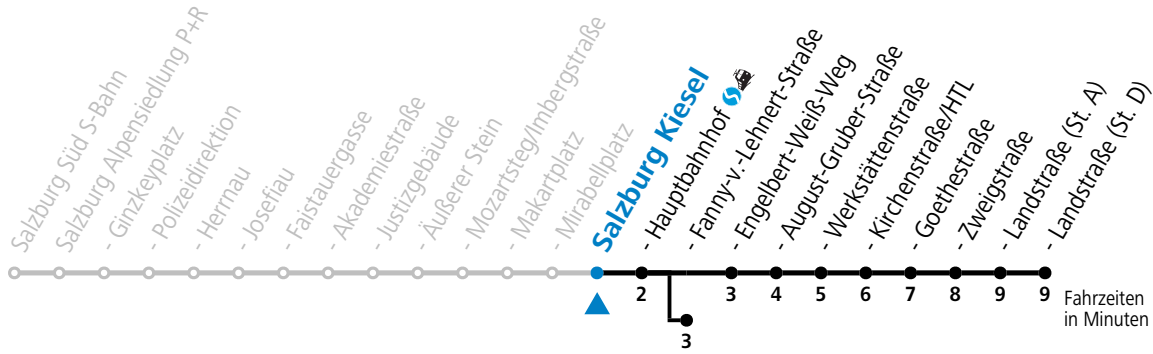 Salzburg Süd S-Bahn
Salzburg Alpensiedlung P+R
- Ginzkeyplatz
- Polizeidirektion
- Herrnau
- Josefiau
- Faistauergasse
- Akademiestraße
- Justizgebäude
- Äußerer Stein
- Mozartsteg/Imbergstraße
- Makartplatz
- Mirabellplatz
Salzburg Kiesel
- Hauptbahnhof
- Fanny-v.-Lehnert-Straße
- Engelbert-Weiß-Weg
- August-Gruber-Straße
- Werkstättenstraße
- Kirchenstraße/HTL
- Goethestraße
- Zweigstraße
- Landstraße (St. A)
- Landstraße (St. D)
2 3 4 5 6 7 8 9 9
3
Fahrzeiten
in Minuten